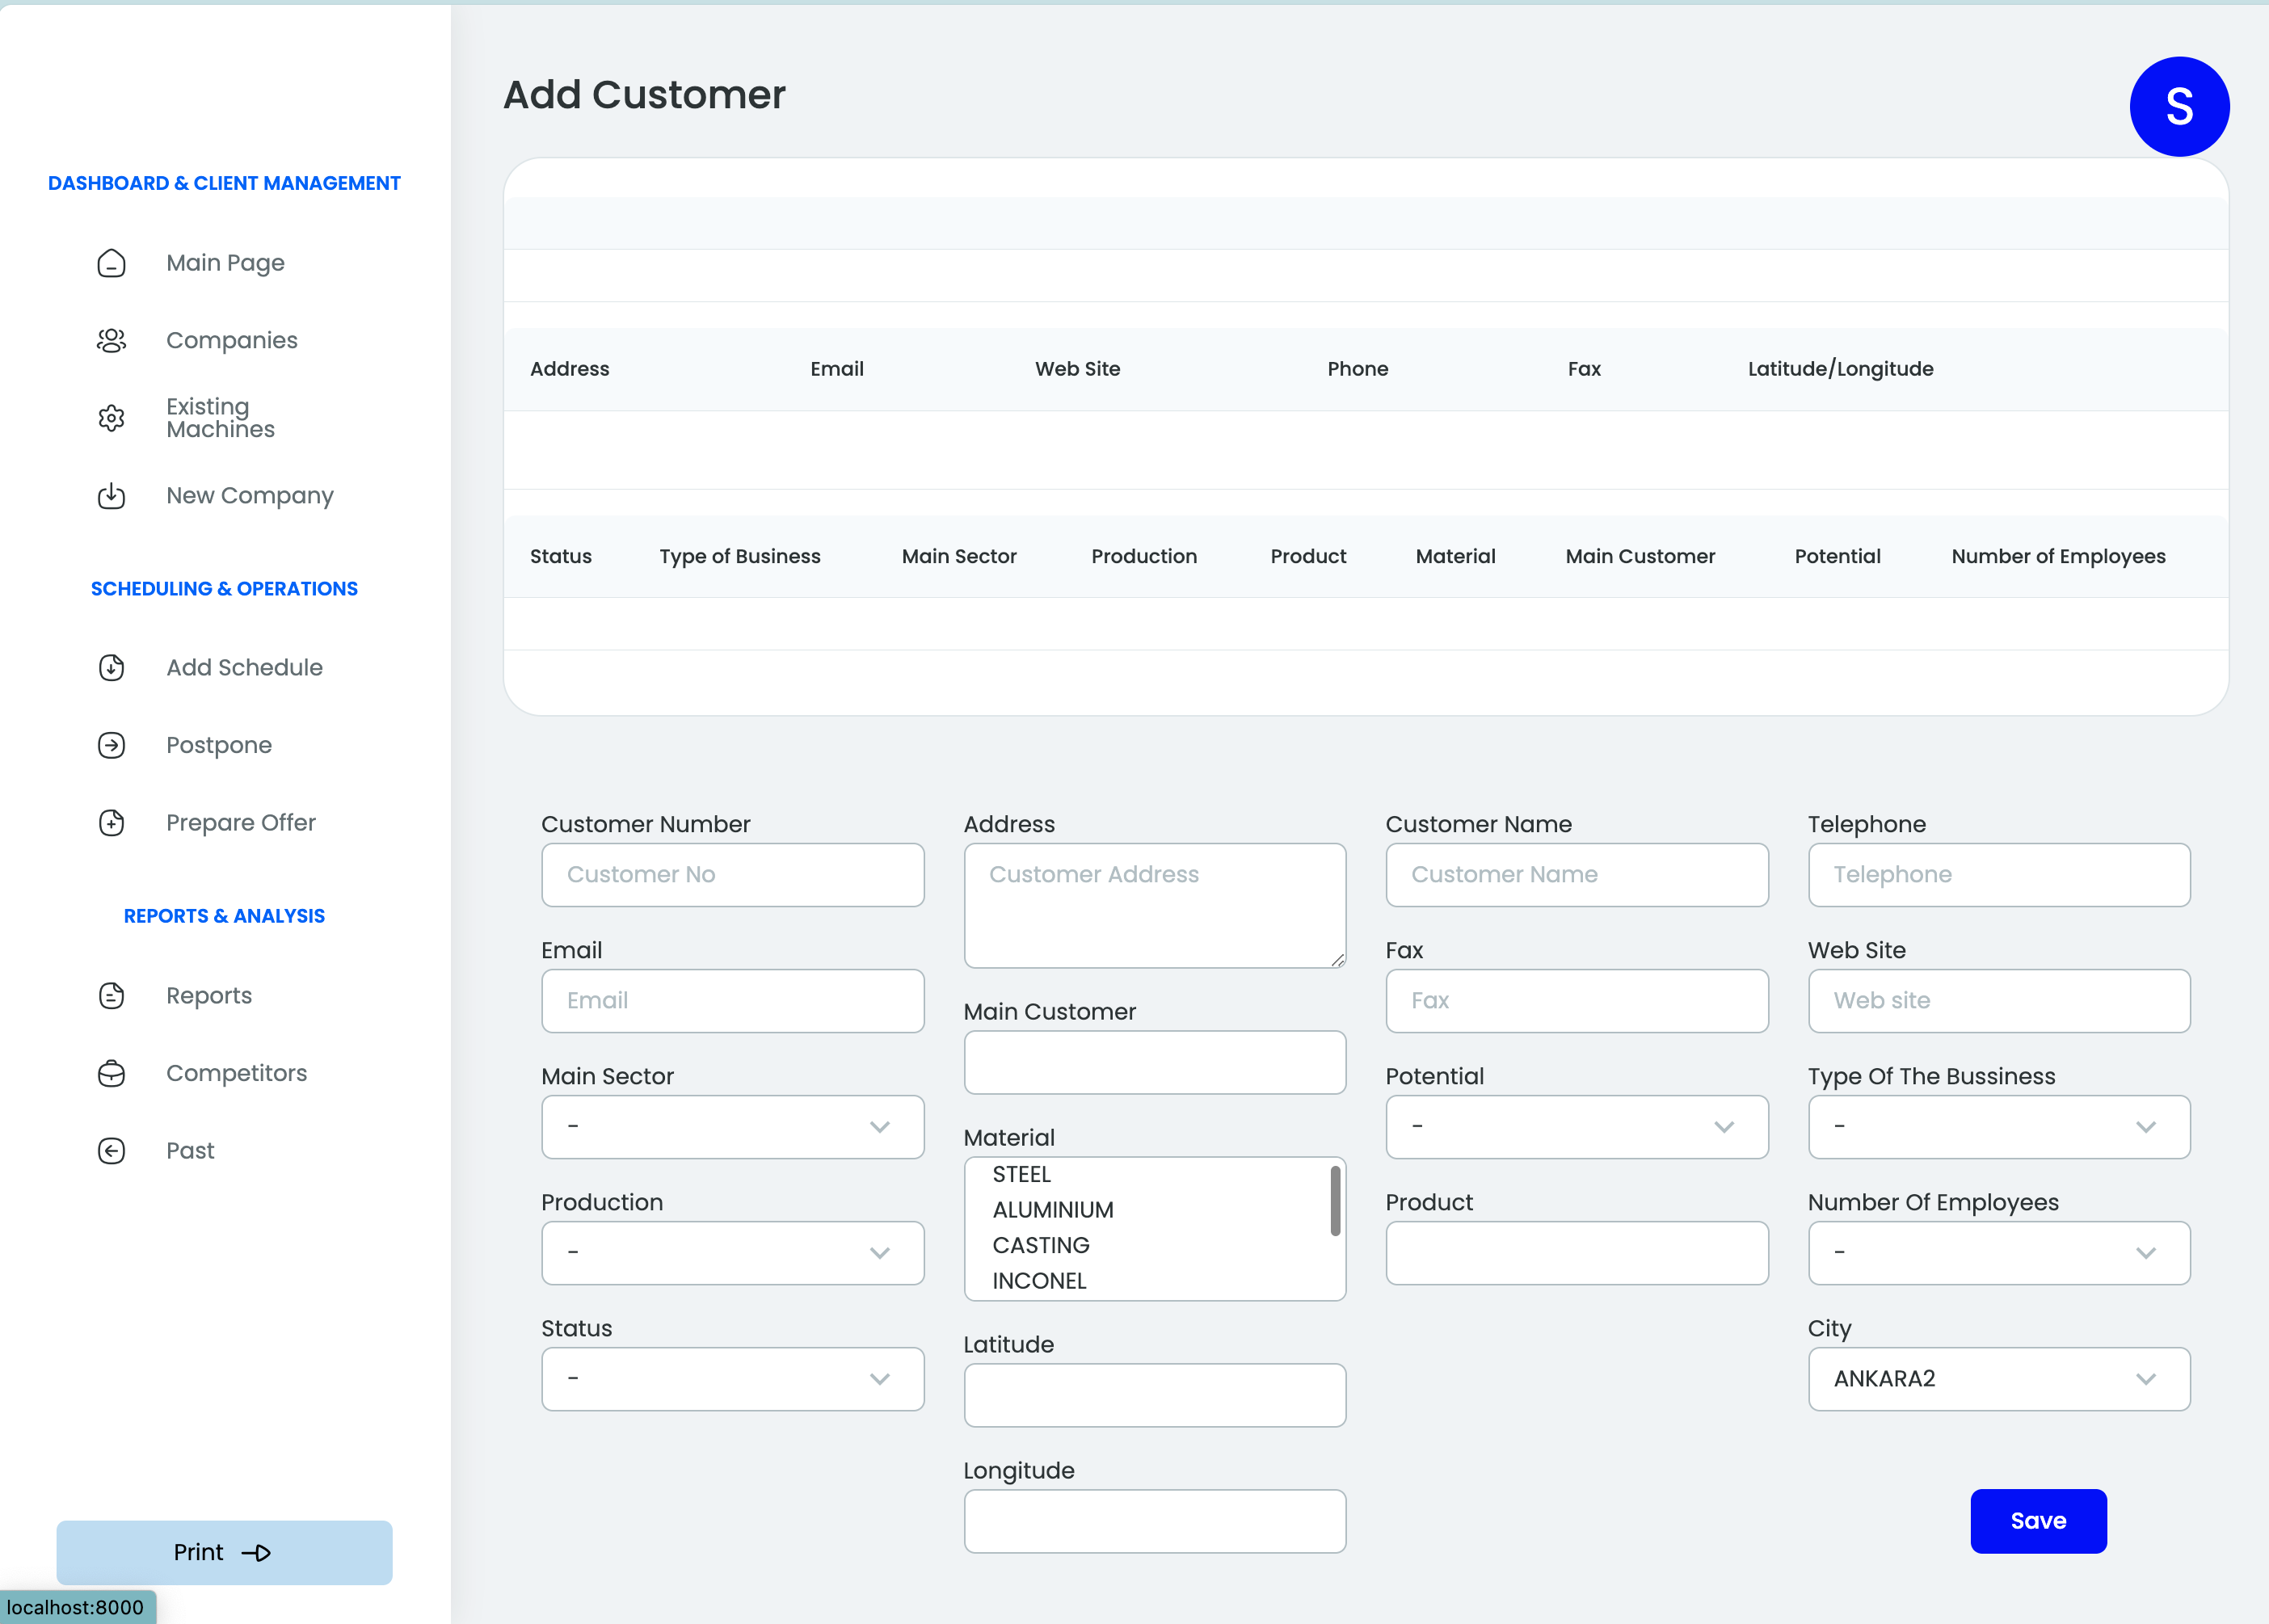 Add Customer
S
DASHBOARD & CLIENT MANAGEMENT
Main Page
Companies
Existing
Machines
New Company
SCHEDULING & OPERATIONS
Add Schedule
Postpone
Prepare Offer
REPORTS & ANALYSIS
Reports
Competitors
Past
Print
localhost:8000
Address Email Web Site Phone Fax Latitude/Longitude
Status Type of Business Main Sector Production Product Material Main Customer Potential Number of Employees
Customer Number
Customer No
Email
Email
Main Sector
-
Production
-
Status
-
Address
Customer Address
Main Customer
Material
STEEL
ALUMINIUM
CASTING
INCONEL
Latitude
Longitude
Customer Name
Customer Name
Fax
Fax
Potential
-
Product
Telephone
Telephone
Web Site
Web site
Type Of The Bussiness
-
Number Of Employees
-
City
ANKARA2
Save